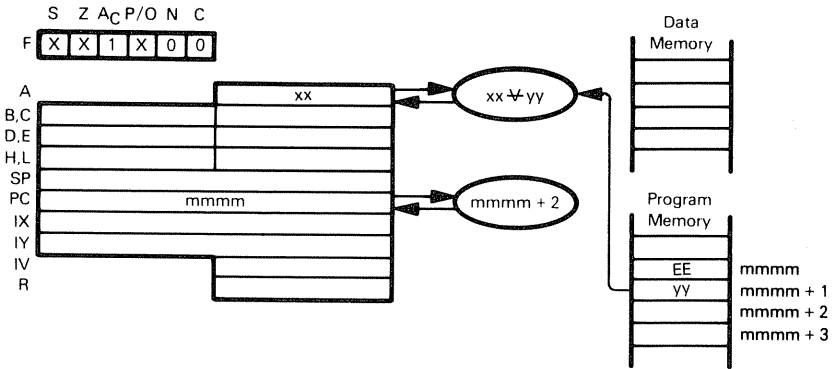 S Z AC P/O N C
F X X 1 X 0 0
Data
Memory
A xx
xx ⊻ yy
B,C
D,E
H,L
SP
PC mmmm
mmmm + 2
IX
IY
IV
R
Program
Memory
EE mmmm
yy mmmm + 1
mmmm + 2
mmmm + 3